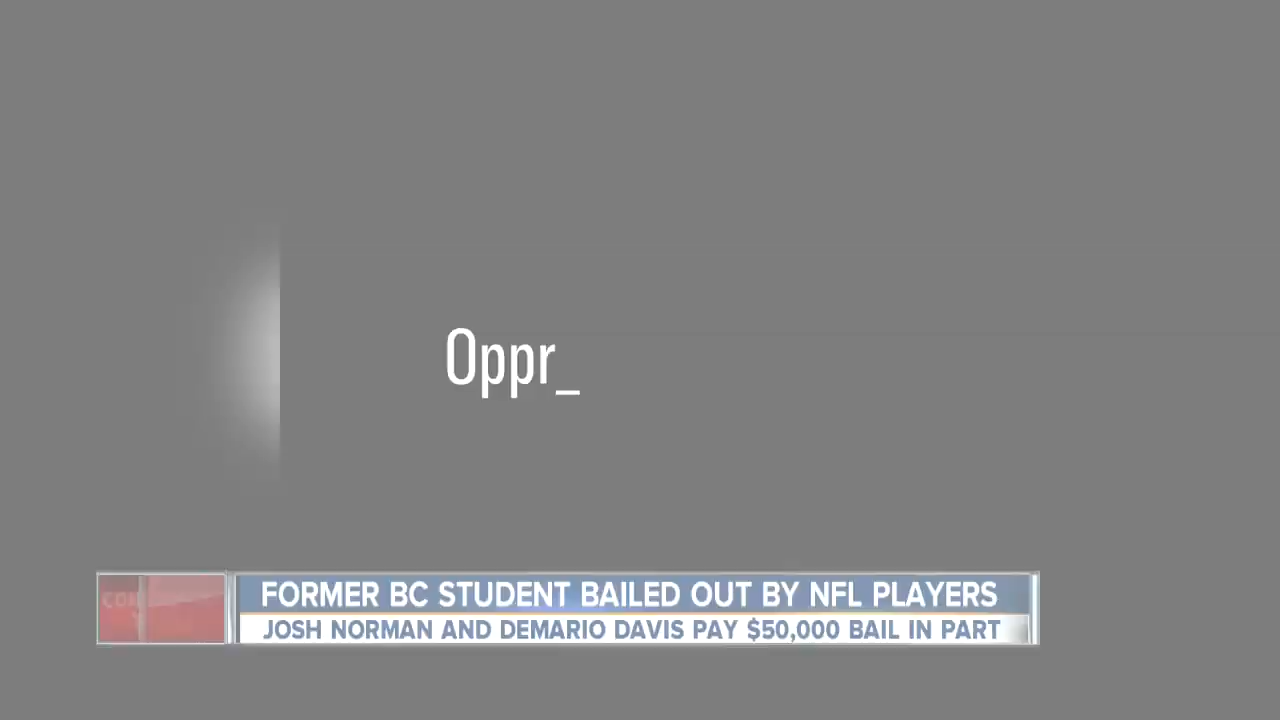 Oppr_
FORMER BC STUDENT BAILED OUT BY NFL PLAYERS
JOSH NORMAN AND DEMARIO DAVIS PAY $50,000 BAIL IN PART